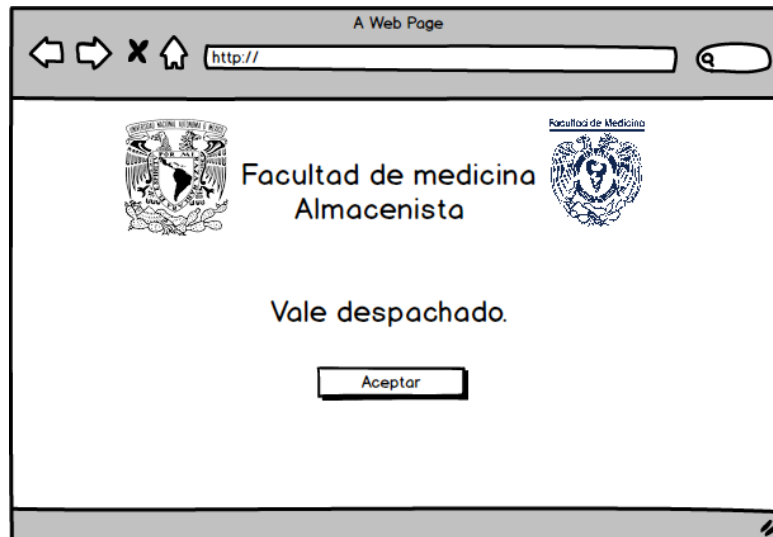 A Web Page
http://
Facultad de Medicina
Facultad de medicina
Almacenista
Vale despachado.
Aceptar